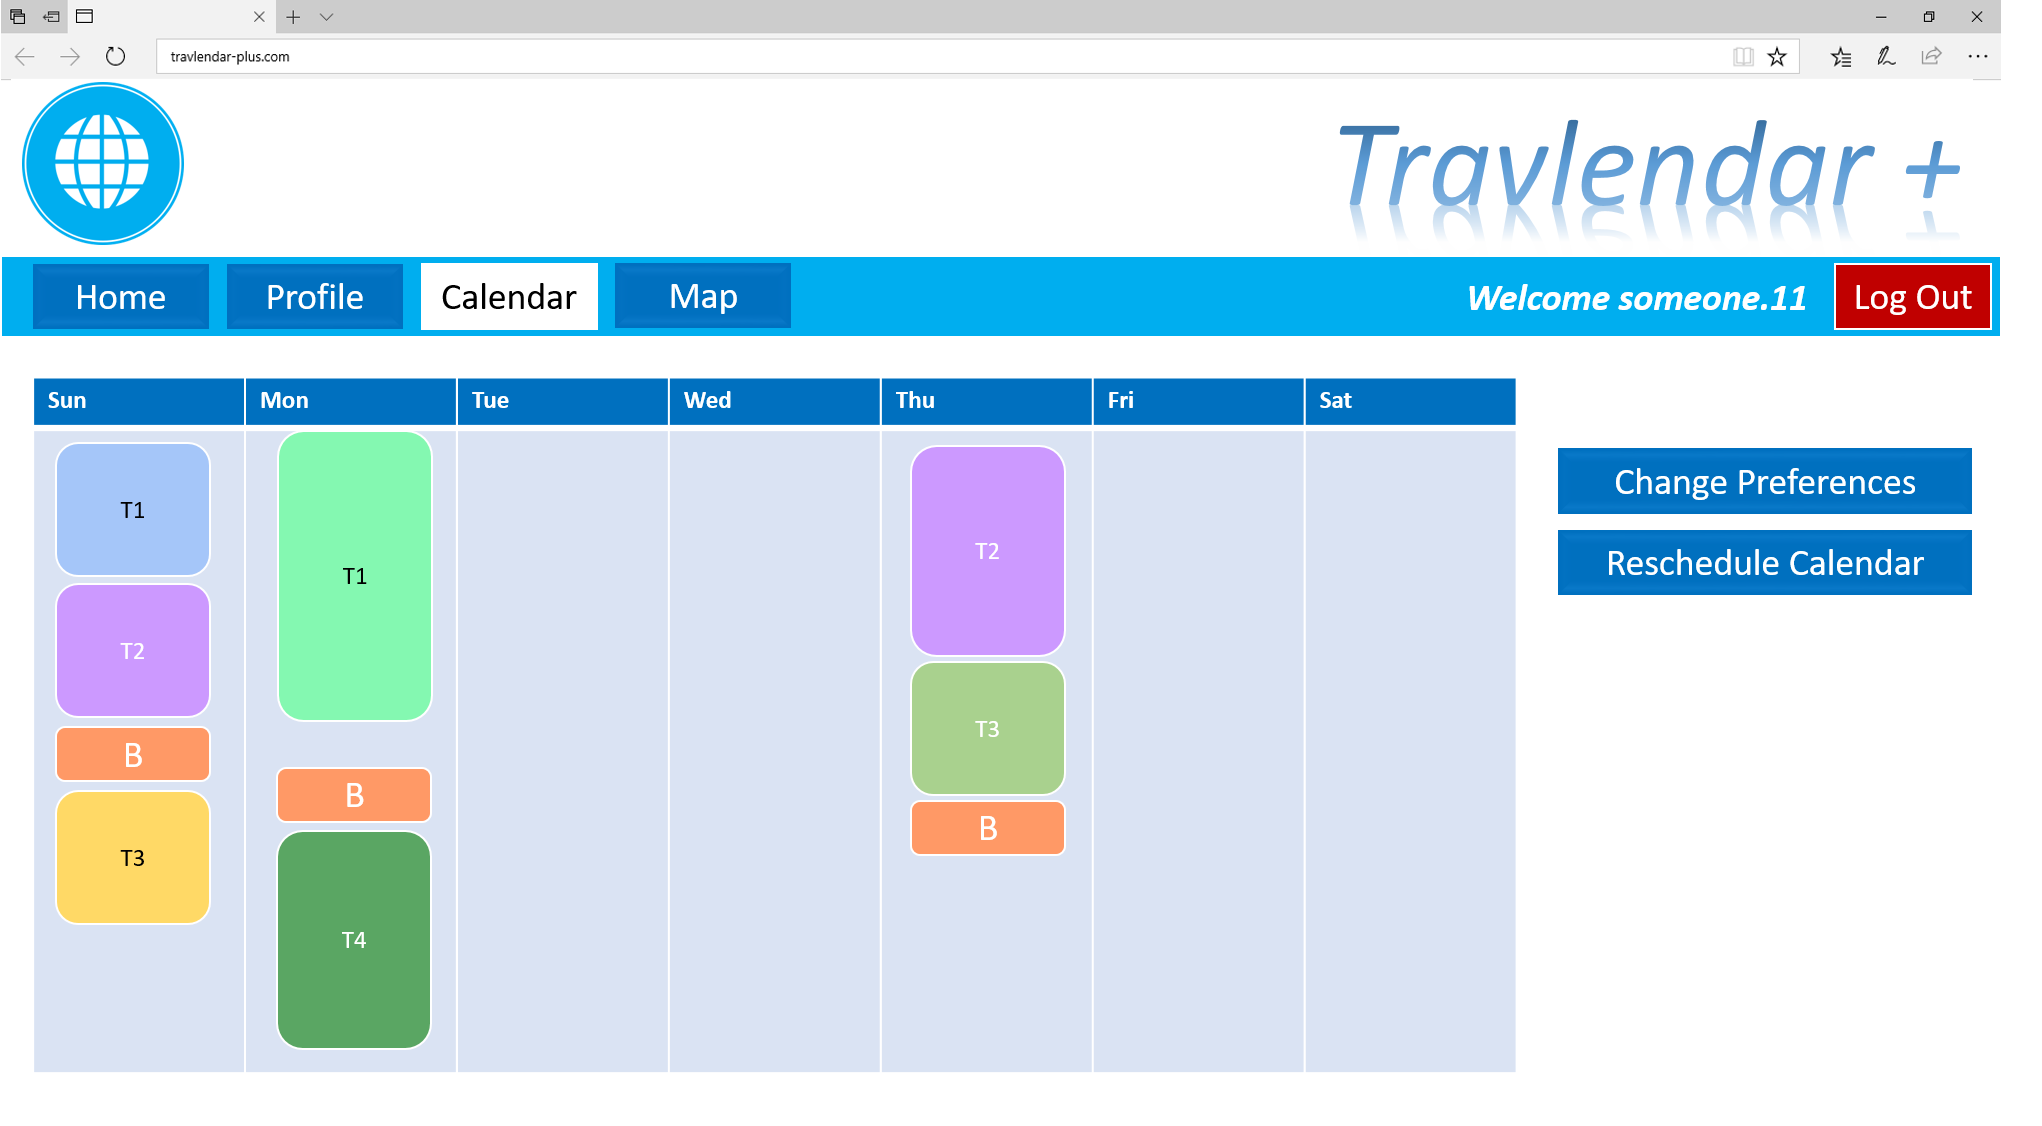 travlendar-plus.com
Travlendar +
Home Profile Calendar Map Welcome someone.11 Log Out
Sun Mon Tue Wed Thu Fri Sat
T1
T2
B
T3
T1
B
T4
T2
T3
B
Change Preferences
Reschedule Calendar